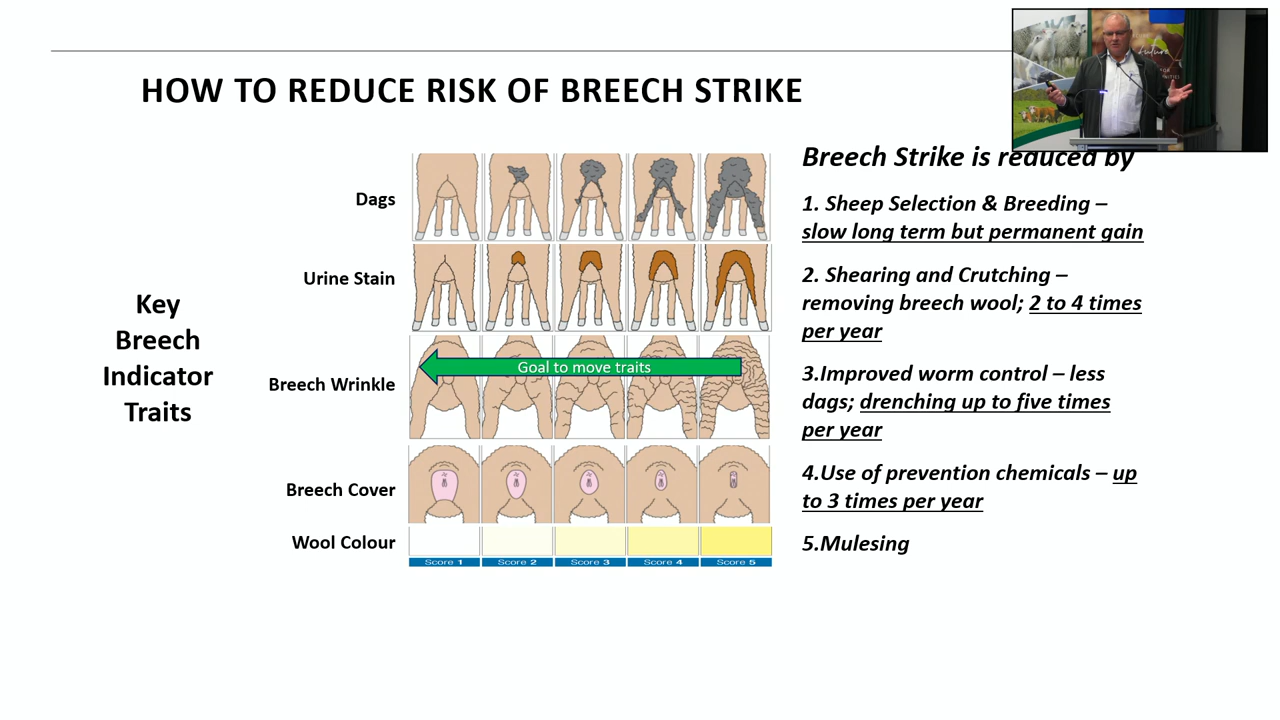 HOW TO REDUCE RISK OF BREECH STRIKE
Key
Breech
Indicator
Traits
Dags
Urine Stain
Breech Wrinkle
Goal to move traits
Breech Cover
Wool Colour
Score 1
Score 2
Score 3
Score 4
Score 5
Breech Strike is reduced by
1. Sheep Selection & Breeding –
slow long term but permanent gain
2. Shearing and Crutching –
removing breech wool; 2 to 4 times
per year
3.Improved worm control – less
dags; drenching up to five times
per year
4.Use of prevention chemicals – up
to 3 times per year
5.Mulesing
future